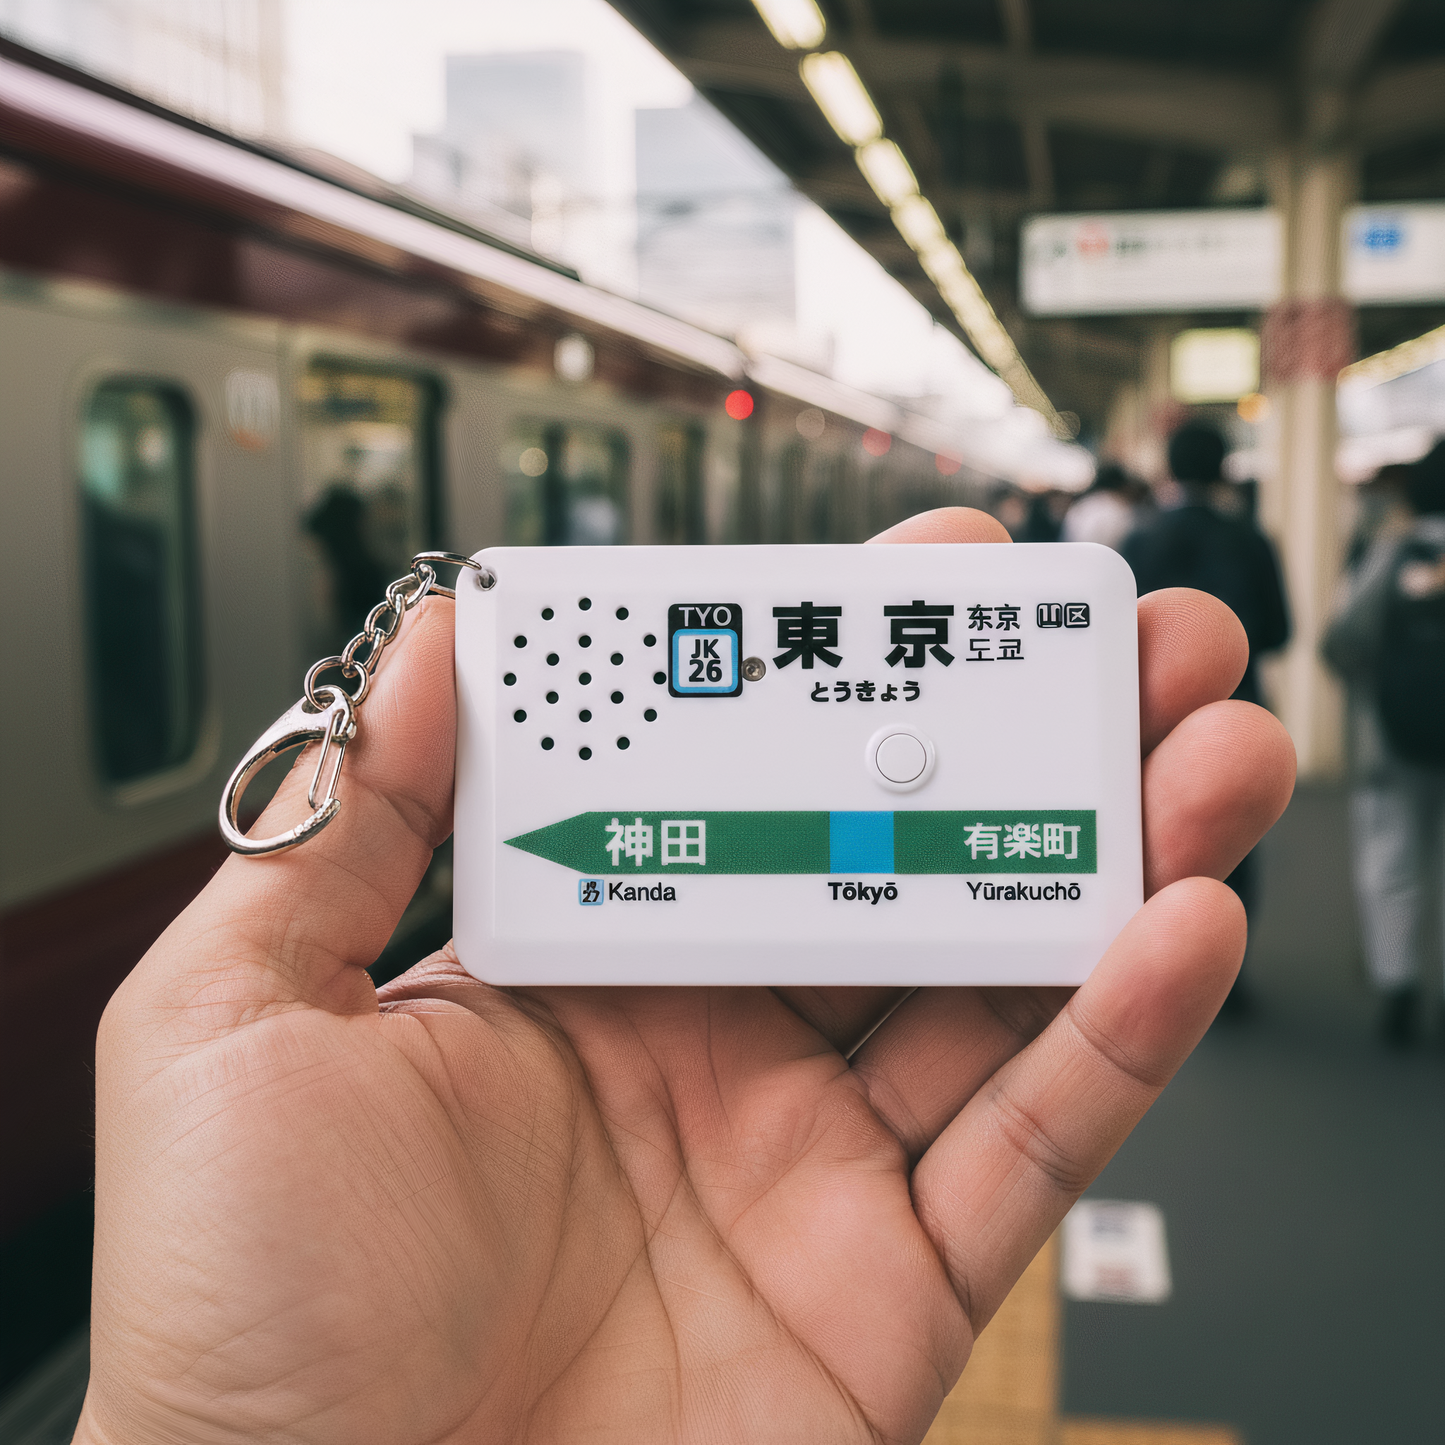 TYO
JK
26
東京
东京
山区
도쿄
とうきょう
神田
有楽町
Kanda
Tōkyō
Yūrakuchō